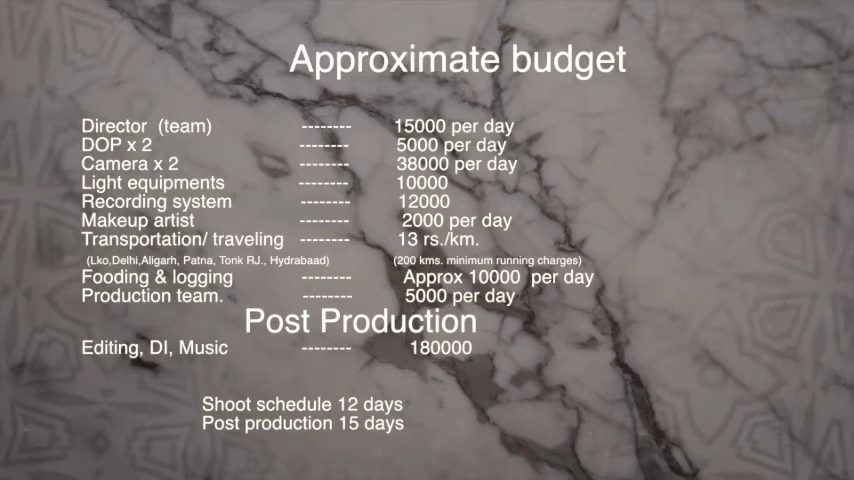 Approximate budget
Director (team) -------- 15000 per day
DOP x 2 -------- 5000 per day
Camera x 2 -------- 38000 per day
Light equipments -------- 10000
Recording system -------- 12000
Makeup artist -------- 2000 per day
Transportation/ traveling -------- 13 rs./km.
(Lko,Delhi,Aligarh, Patna, Tonk RJ., Hydrabaad) (200 kms. minimum running charges)
Fooding & logging -------- Approx 10000 per day
Production team. -------- 5000 per day
Post Production
Editing, DI, Music -------- 180000
Shoot schedule 12 days
Post production 15 days